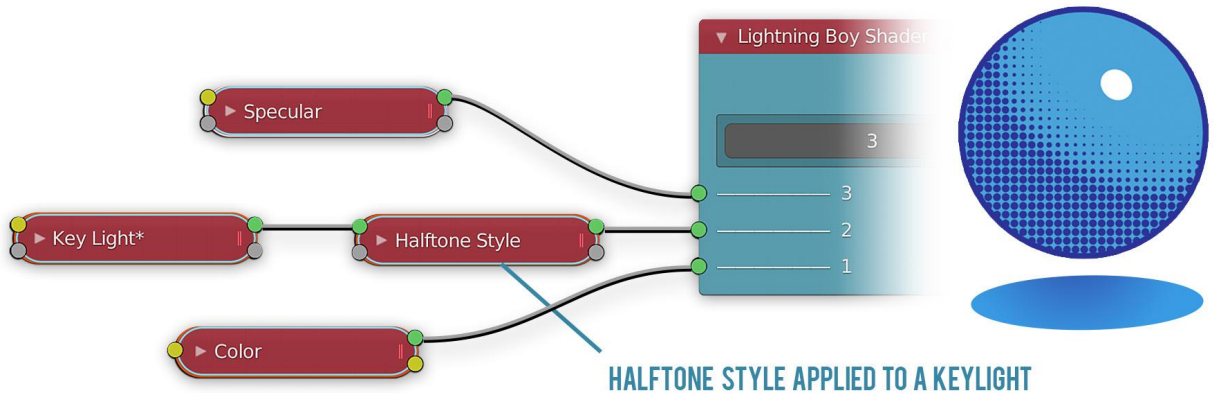 Lightning Boy Shader
Specular
3
3
Key Light*
Halftone Style
2
1
Color
HALFTONE STYLE APPLIED TO A KEYLIGHT